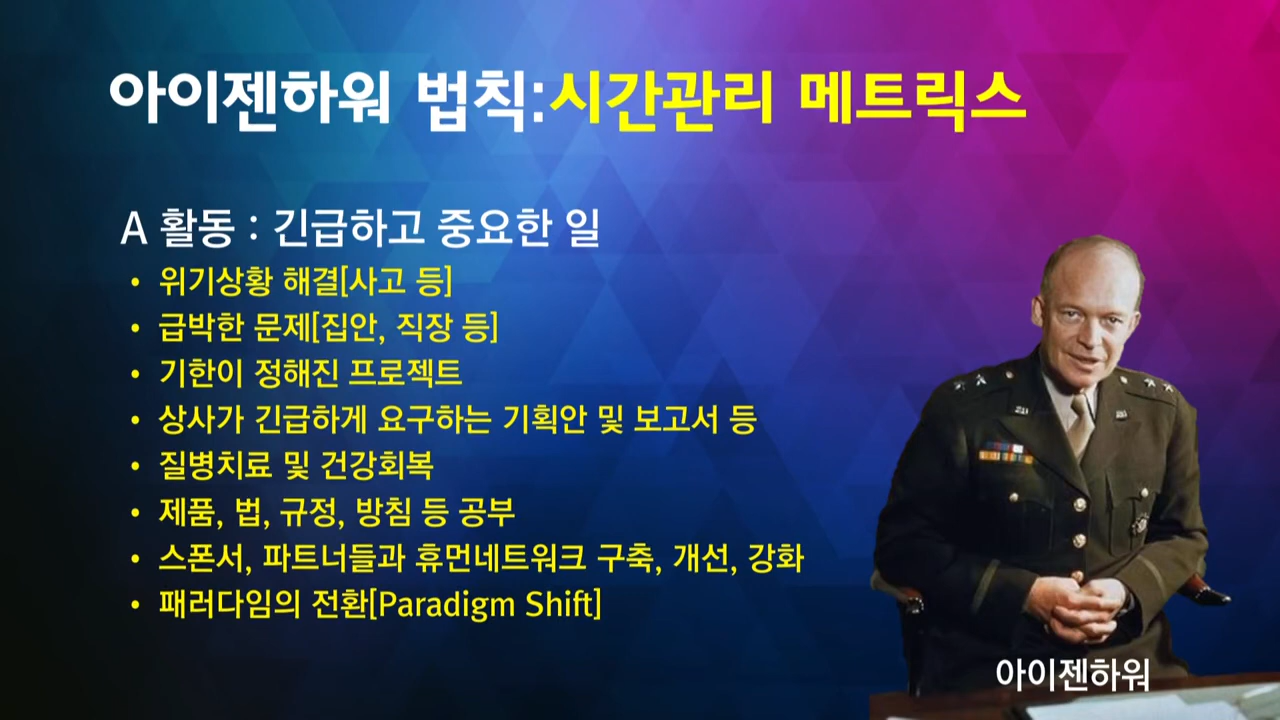 아이젠하워 법칙:시간관리 메트릭스
A 활동 : 긴급하고 중요한 일
• 위기상황 해결[사고 등]
• 급박한 문제[집안, 직장 등]
• 기한이 정해진 프로젝트
• 상사가 긴급하게 요구하는 기획안 및 보고서 등
• 질병치료 및 건강회복
• 제품, 법, 규정, 방침 등 공부
• 스폰서, 파트너들과 휴먼네트워크 구축, 개선, 강화
• 패러다임의 전환[Paradigm Shift]
아이젠하워